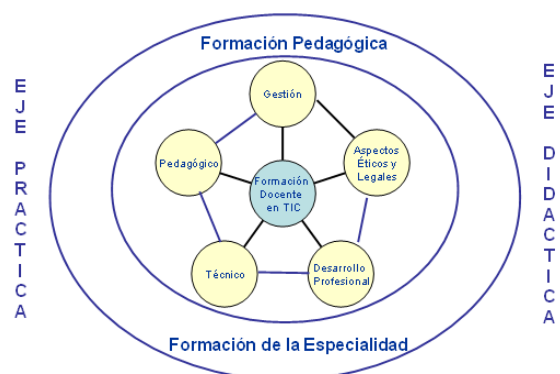 Formación Pedagógica
EJE PRACTICA
Gestión
Pedagógico
Aspectos
Éticos y
Legales
Formación
Docente
en TIC
Técnico
Desarrollo
Profesional
Formación de la Especialidad
EJE DIDACTICA